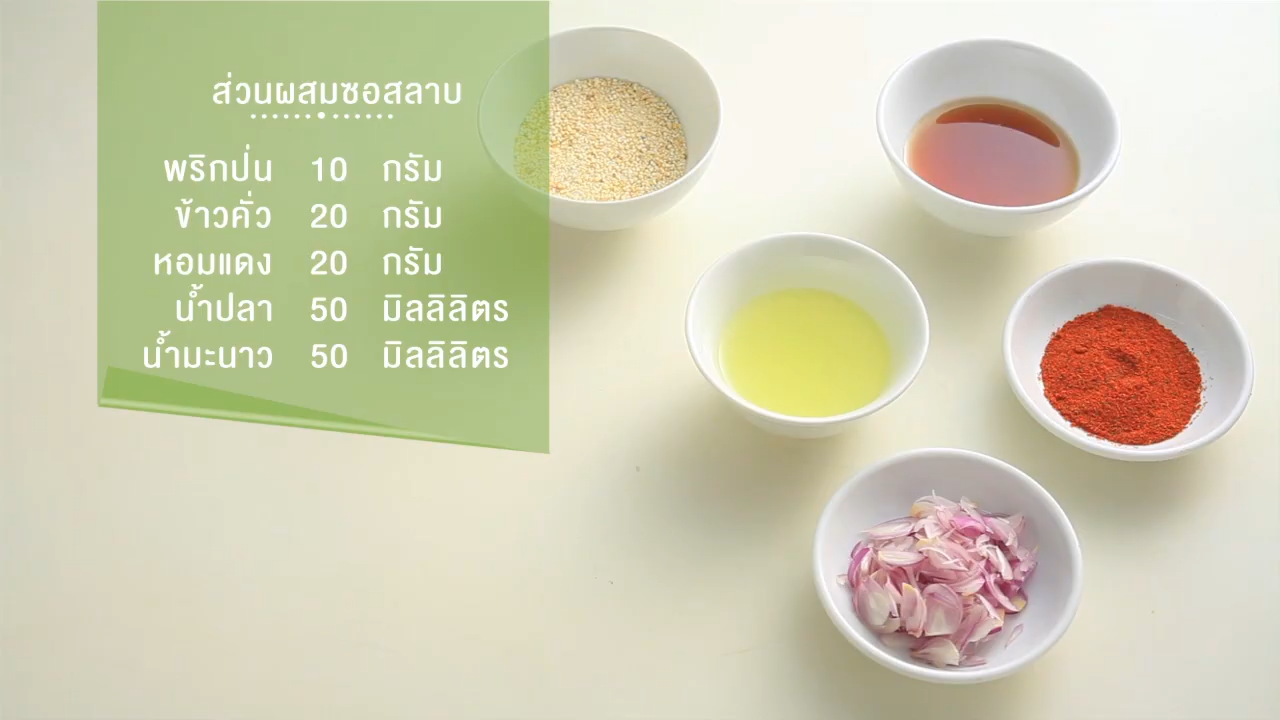 ส่วนผสมซอสลาบ
พริกป่น 10 กรัม
ข้าวคั่ว 20 กรัม
หอมแดง 20 กรัม
น้ำปลา 50 มิลลิลิตร
น้ำมะนาว 50 มิลลิลิตร